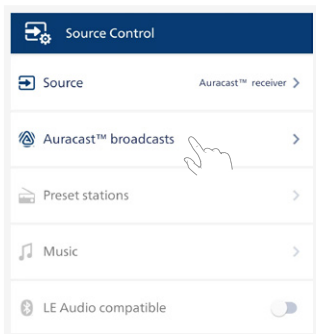 Source Control
Source Auracast™ receiver
Auracast™ broadcasts
Preset stations
Music
LE Audio compatible